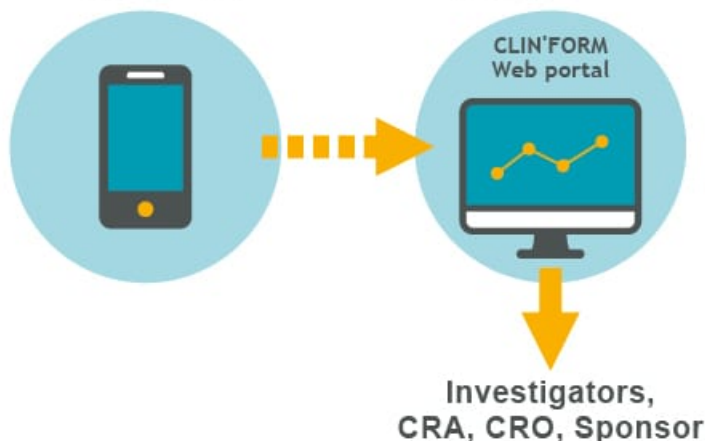 CLIN'FORM
Web portal
Investigators,
CRA, CRO, Sponsor